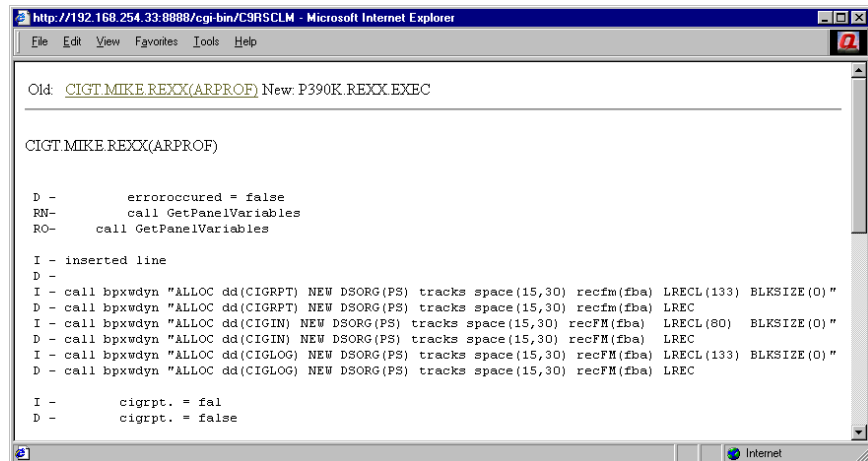 http://192.168.254.33:8888/cgi-bin/C9RSCLM - Microsoft Internet Explorer
File Edit View Favorites Tools Help
Old: CIGT.MIKE.REXX(ARPROF) New: P390K.REXX.EXEC
CIGT.MIKE.REXX(ARPROF)
D - erroroccured = false
RN- call GetPanelVariables
RO- call GetPanelVariables
I - inserted line
D -
I - call bpxwdyn "ALLOC dd(CIGRPT) NEW DSORG(PS) tracks space(15,30) recfm(fba) LRECL(133) BLKSIZE(0)"
D - call bpxwdyn "ALLOC dd(CIGRPT) NEW DSORG(PS) tracks space(15,30) recfm(fba) LREC
I - call bpxwdyn "ALLOC dd(CIGIN) NEW DSORG(PS) tracks space(15,30) recFM(fba) LRECL(80) BLKSIZE(0)"
D - call bpxwdyn "ALLOC dd(CIGIN) NEW DSORG(PS) tracks space(15,30) recFM(fba) LREC
I - call bpxwdyn "ALLOC dd(CIGLOG) NEW DSORG(PS) tracks space(15,30) recFM(fba) LRECL(133) BLKSIZE(0)"
D - call bpxwdyn "ALLOC dd(CIGLOG) NEW DSORG(PS) tracks space(15,30) recFM(fba) LREC
I - cigrpt. = fal
D - cigrpt. = false
Internet